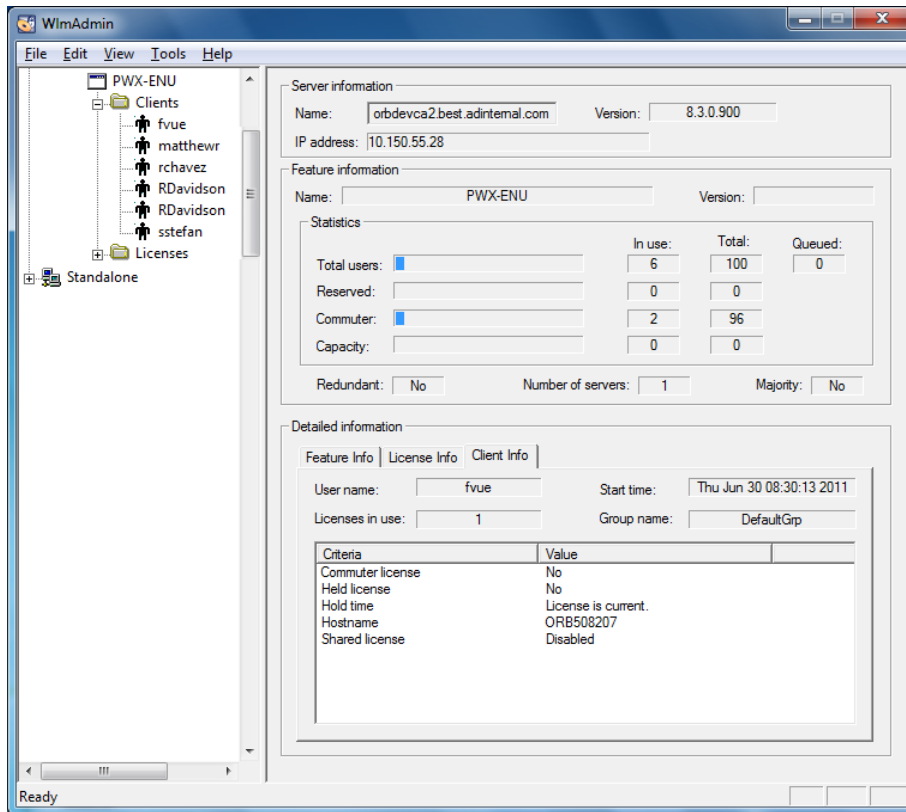 WlmAdmin
File Edit View Tools Help
PWX-ENU
Clients
fvue
matthewr
rchavez
RDavidson
RDavidson
sstefan
Licenses
Standalone
Server information
Name: orbdevca2.best.adinternal.com Version: 8.3.0.900
IP address: 10.150.55.28
Feature information
Name: PWX-ENU Version:
Statistics
In use: Total: Queued:
Total users: 6 100 0
Reserved: 0 0
Commuter: 2 96
Capacity: 0 0
Redundant: No Number of servers: 1 Majority: No
Detailed information
Feature Info License Info Client Info
User name: fvue Start time: Thu Jun 30 08:30:13 2011
Licenses in use: 1 Group name: DefaultGrp
Criteria Value
Commuter license No
Held license No
Hold time License is current.
Hostname ORB508207
Shared license Disabled
Ready